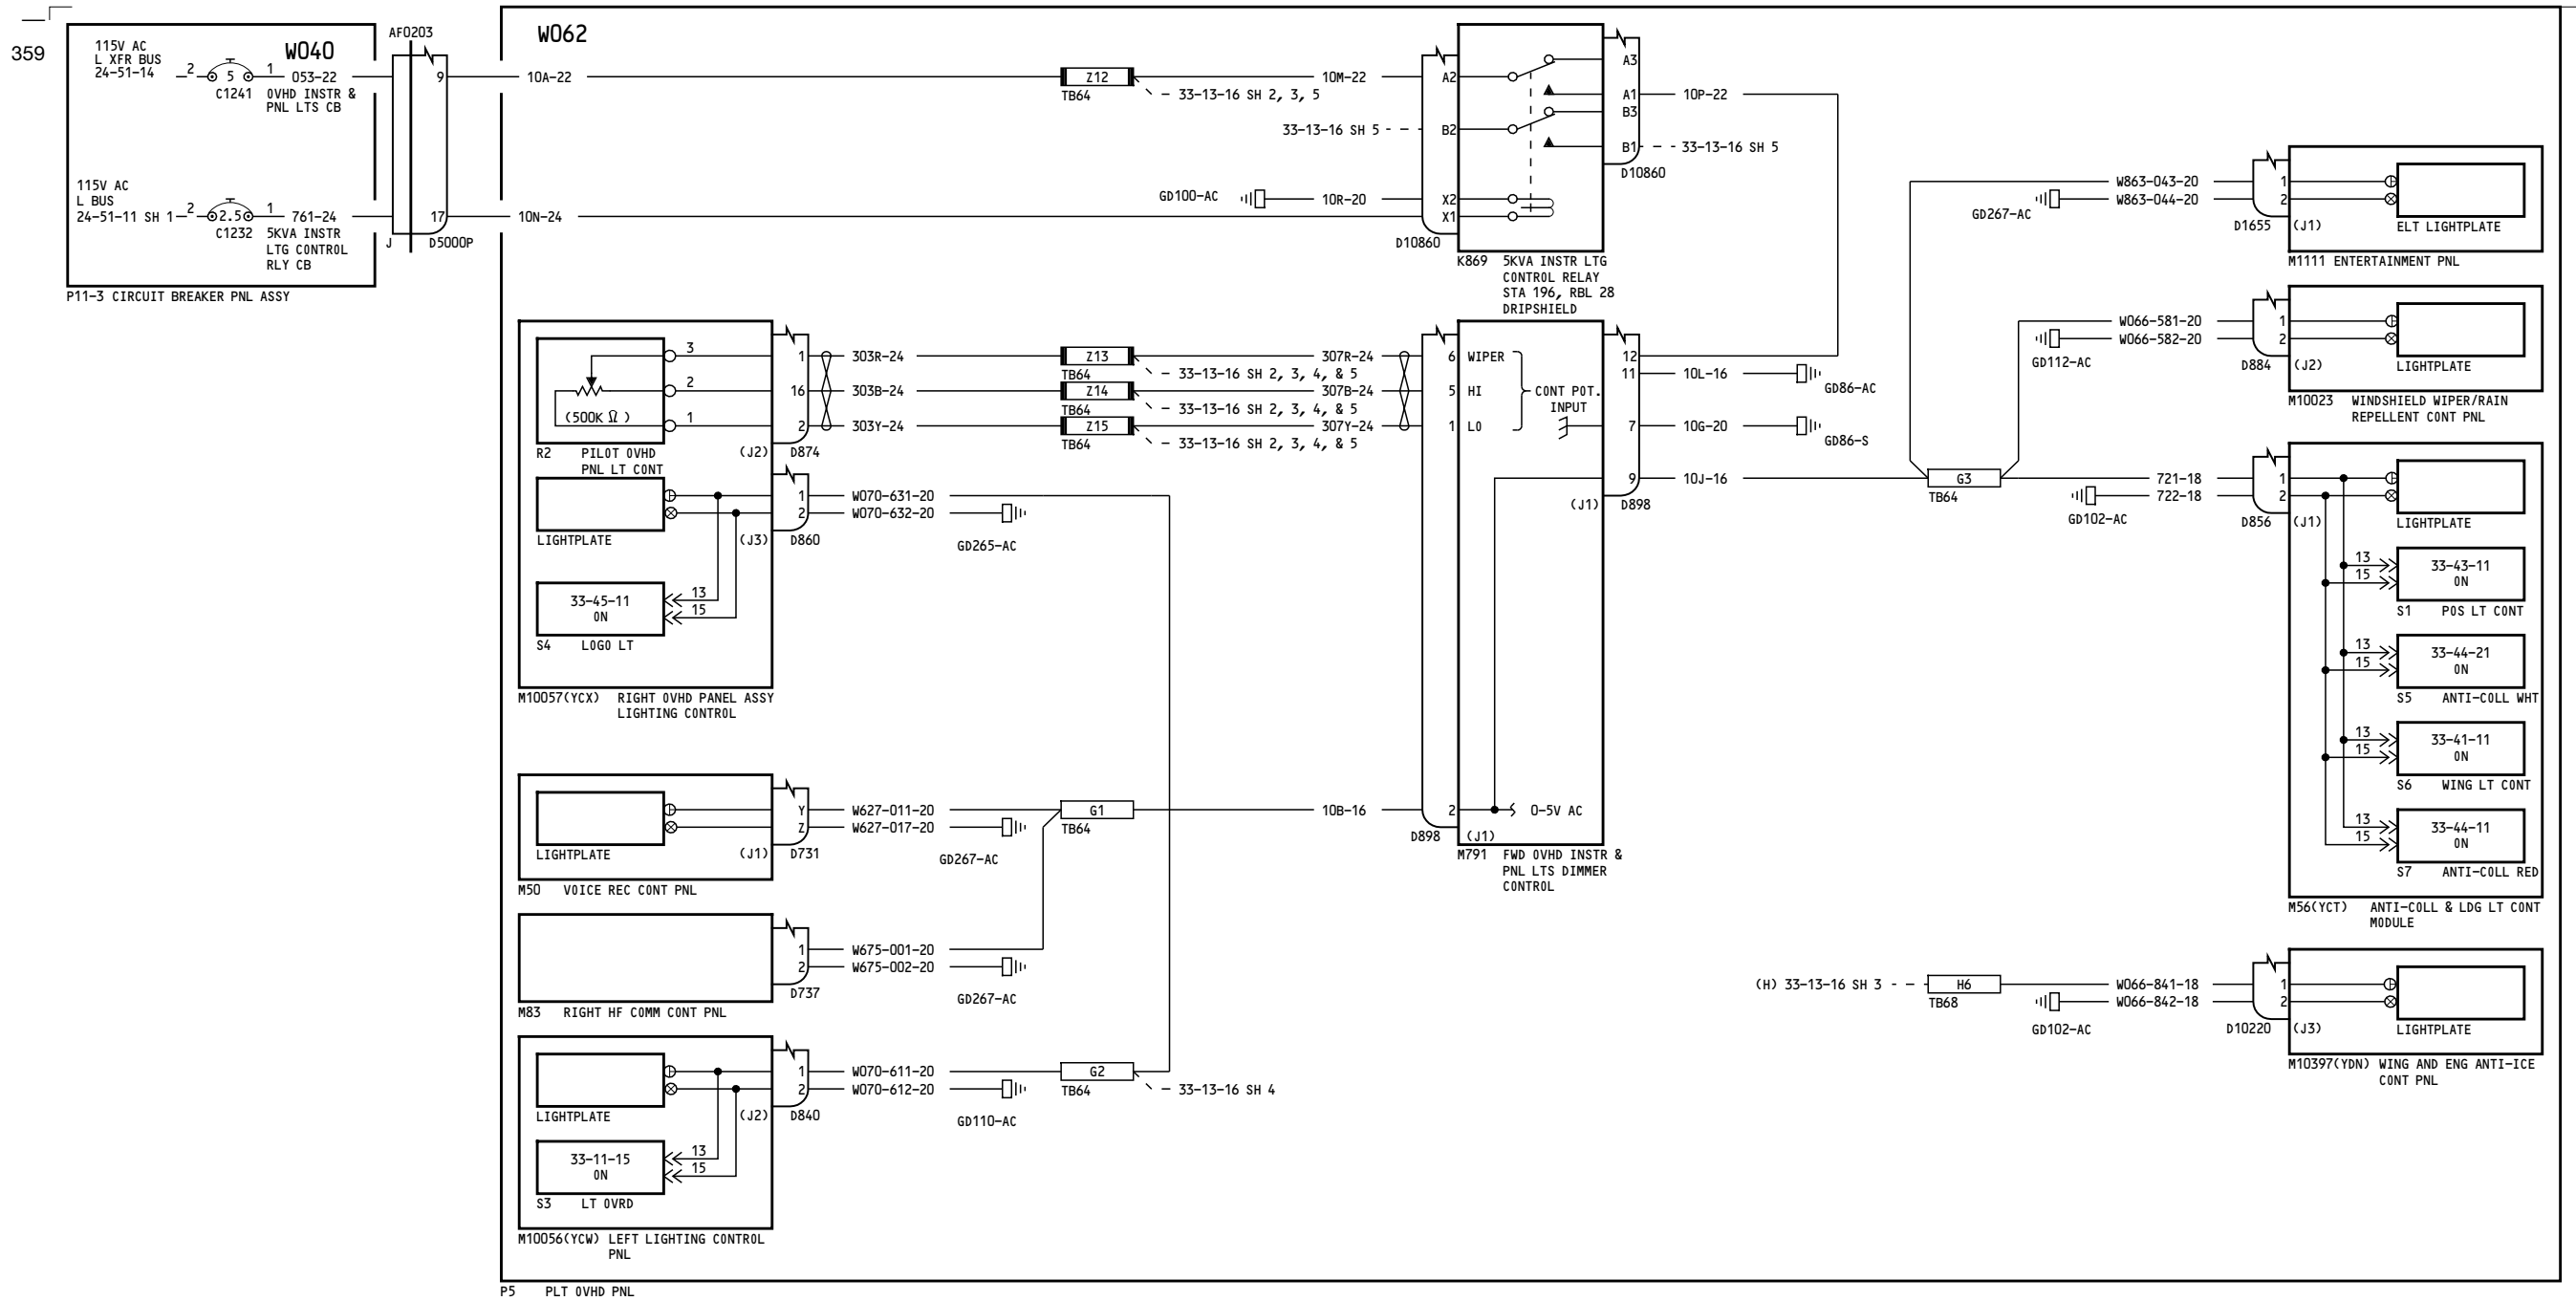 359
115V AC
L XFR BUS
24-51-14
W040
2
5
1
053-22
C1241
OVHD INSTR &
PNL LTS CB
115V AC
L BUS
24-51-11 SH 1
2
2.5
1
761-24
C1232
5KVA INSTR
LTG CONTROL
RLY CB
P11-3 CIRCUIT BREAKER PNL ASSY
AF0203
9
17
J
D5000P
W062
10A-22
Z12
TB64
33-13-16 SH 2, 3, 5
10M-22
A2
33-13-16 SH 5
B2
GD100-AC
10R-20
X2
10N-24
X1
D10860
A3
A1
10P-22
B3
B1
33-13-16 SH 5
D10860
K869 5KVA INSTR LTG
CONTROL RELAY
STA 196, RBL 28
DRIPSHIELD
3
2
1
(500K Ω )
R2 PILOT OVHD
PNL LT CONT
1
16
2
(J2)
D874
303R-24
303B-24
303Y-24
Z13
TB64
33-13-16 SH 2, 3, 4, & 5
Z14
TB64
33-13-16 SH 2, 3, 4, & 5
Z15
TB64
33-13-16 SH 2, 3, 4, & 5
307R-24
307B-24
307Y-24
6 WIPER
5 HI
1 LO
CONT POT.
INPUT
12
11
10L-16
GD86-AC
7
10G-20
GD86-S
9
10J-16
(J1)
D898
LIGHTPLATE
1
2
(J3)
D860
W070-631-20
W070-632-20
GD265-AC
33-45-11
ON
13
15
S4 LOGO LT
M10057(YCX) RIGHT OVHD PANEL ASSY
LIGHTING CONTROL
LIGHTPLATE
Y
Z
(J1)
D731
W627-011-20
W627-017-20
GD267-AC
G1
TB64
10B-16
2
0-5V AC
D898
(J1)
M791 FWD OVHD INSTR &
PNL LTS DIMMER
CONTROL
M50 VOICE REC CONT PNL
1
2
D737
W675-001-20
W675-002-20
GD267-AC
M83 RIGHT HF COMM CONT PNL
LIGHTPLATE
1
2
(J2)
D840
W070-611-20
W070-612-20
GD110-AC
G2
TB64
33-13-16 SH 4
33-11-15
ON
13
15
S3 LT OVRD
M10056(YCW) LEFT LIGHTING CONTROL
PNL
P5 PLT OVHD PNL
W863-043-20
W863-044-20
GD267-AC
1
2
D1655
(J1)
ELT LIGHTPLATE
M1111 ENTERTAINMENT PNL
W066-581-20
W066-582-20
GD112-AC
1
2
D884
(J2)
LIGHTPLATE
M10023 WINDSHIELD WIPER/RAIN
REPELLENT CONT PNL
G3
TB64
721-18
722-18
GD102-AC
1
2
D856
(J1)
LIGHTPLATE
13
15
33-43-11
ON
S1 POS LT CONT
13
15
33-44-21
ON
S5 ANTI-COLL WHT
13
15
33-41-11
ON
S6 WING LT CONT
13
15
33-44-11
ON
S7 ANTI-COLL RED
M56(YCT) ANTI-COLL & LDG LT CONT
MODULE
(H) 33-13-16 SH 3
H6
TB68
W066-841-18
W066-842-18
GD102-AC
1
2
D10220
(J3)
LIGHTPLATE
M10397(YDN) WING AND ENG ANTI-ICE
CONT PNL